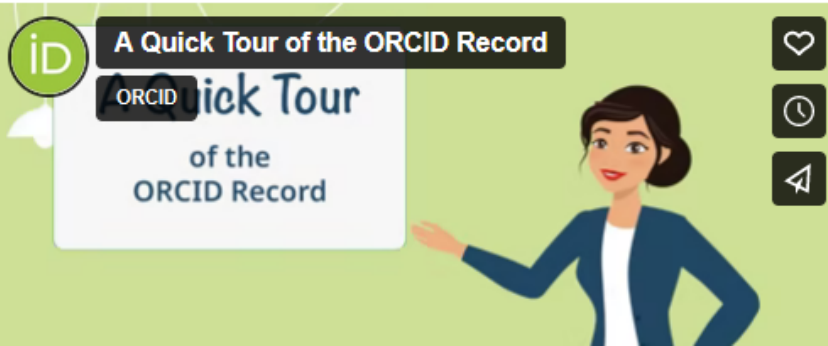 iD
A Quick Tour of the ORCID Record
ORCID
A Quick Tour
of the
ORCID Record